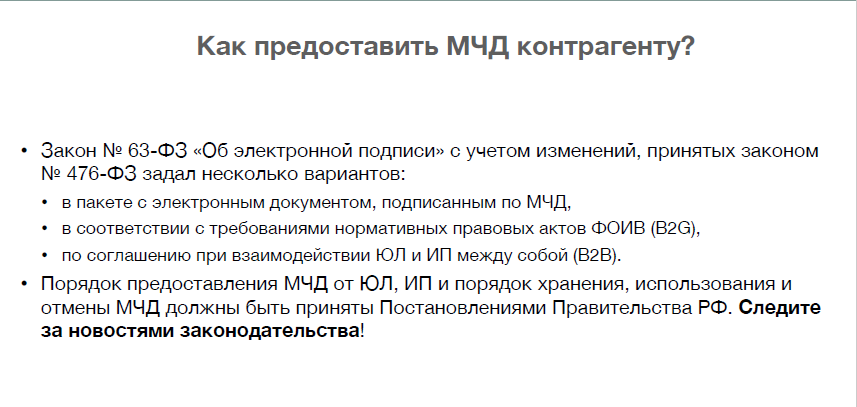 Как предоставить МЧД контрагенту?
• Закон № 63-ФЗ «Об электронной подписи» с учетом изменений, принятых законом
№ 476-ФЗ задал несколько вариантов:
• в пакете с электронным документом, подписанным по МЧД,
• в соответствии с требованиями нормативных правовых актов ФОИВ (B2G),
• по соглашению при взаимодействии ЮЛ и ИП между собой (B2B).
• Порядок предоставления МЧД от ЮЛ, ИП и порядок хранения, использования и
отмены МЧД должны быть приняты Постановлениями Правительства РФ. Следите
за новостями законодательства!